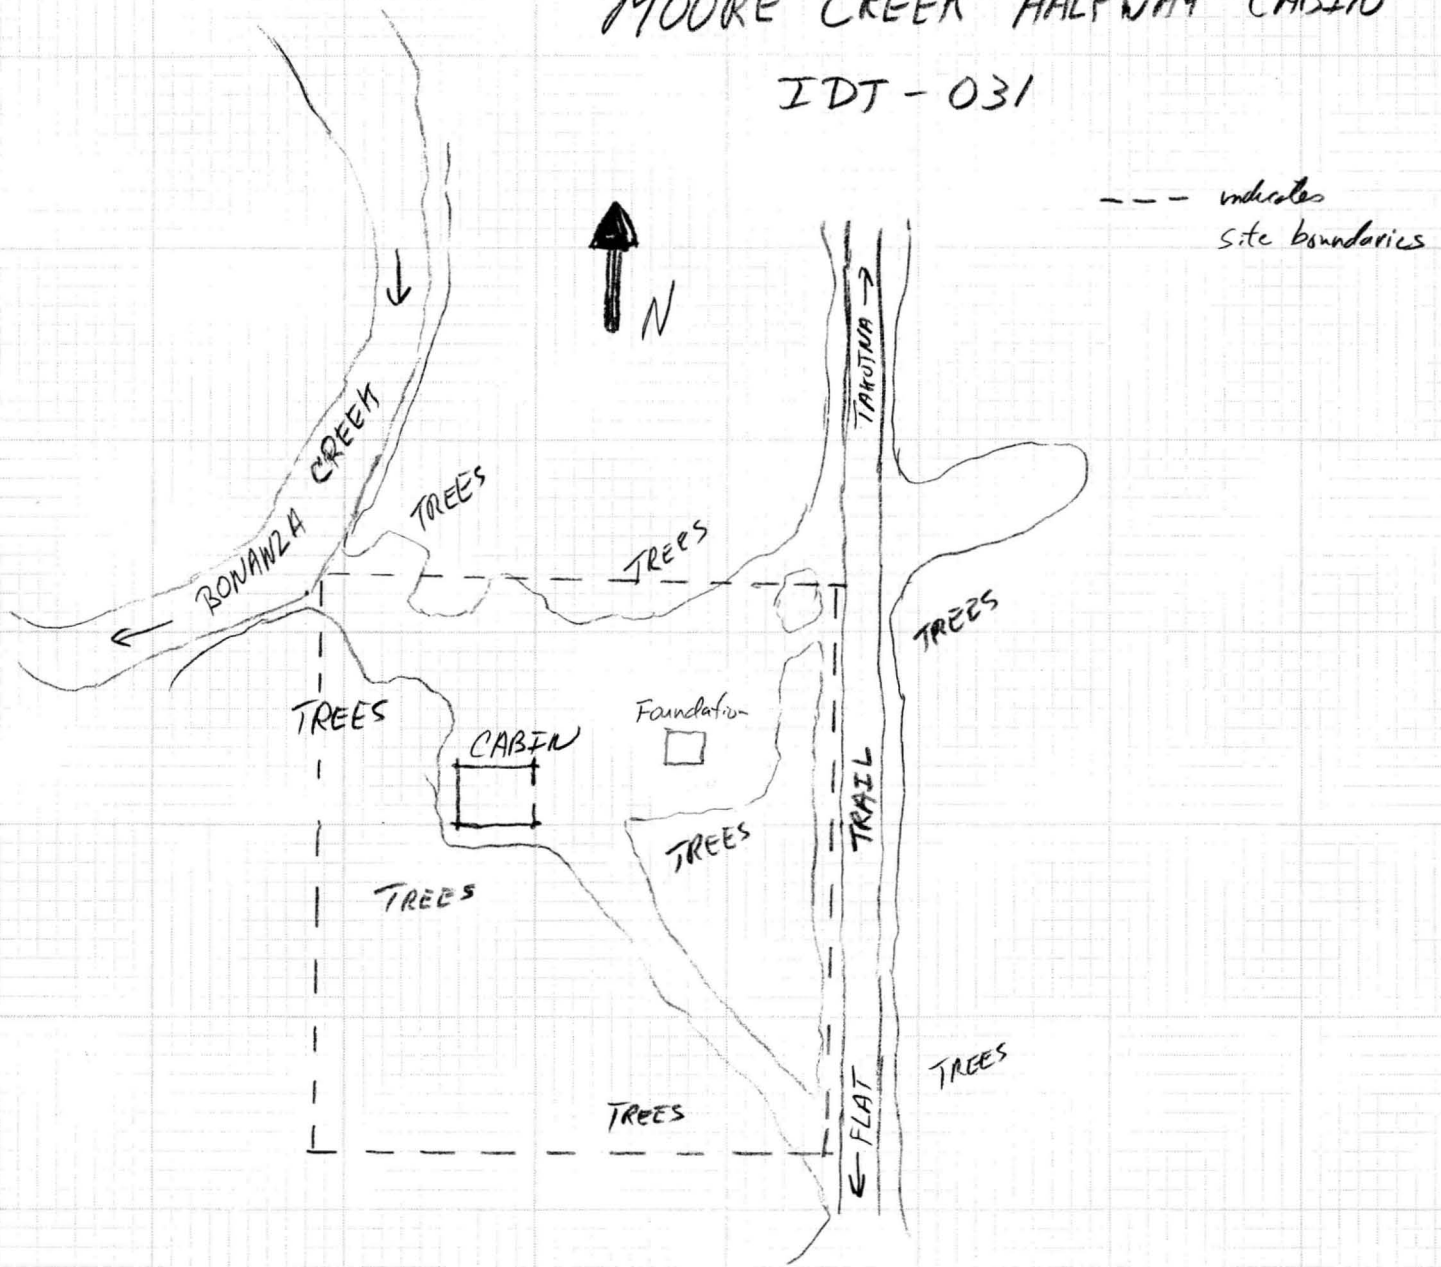 MOORE CREEK HALFWAY CABIN
IDT - 031
--- indicates
site boundaries
N
TAKOTNA →
BONANZA CREEK
TREES
TREES
TREES
TREES
Foundation
CABIN
TRAIL
TREES
TREES
TREES
TREES
← FLAT